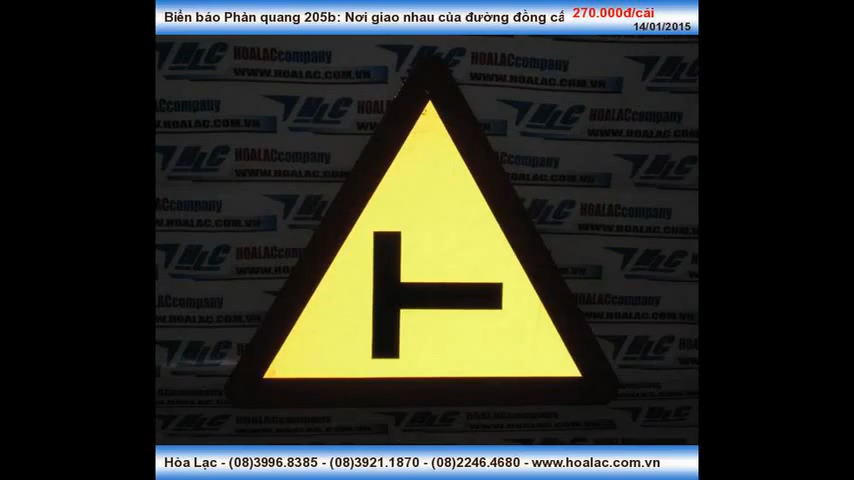 Biển báo Phản quang 205b: Nơi giao nhau của đường đồng cấ
270.000đ/cái
14/01/2015
HOALACcompany
WWW.HOALAC.COM.VN
Hòa Lạc - (08)3996.8385 - (08)3921.1870 - (08)2246.4680 - www.hoalac.com.vn